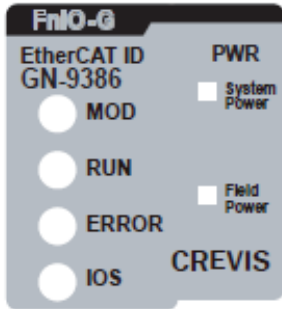 FnIO-G
EtherCAT ID
GN-9386
PWR
MOD
System
Power
RUN
Field
Power
ERROR
IOS
CREVIS